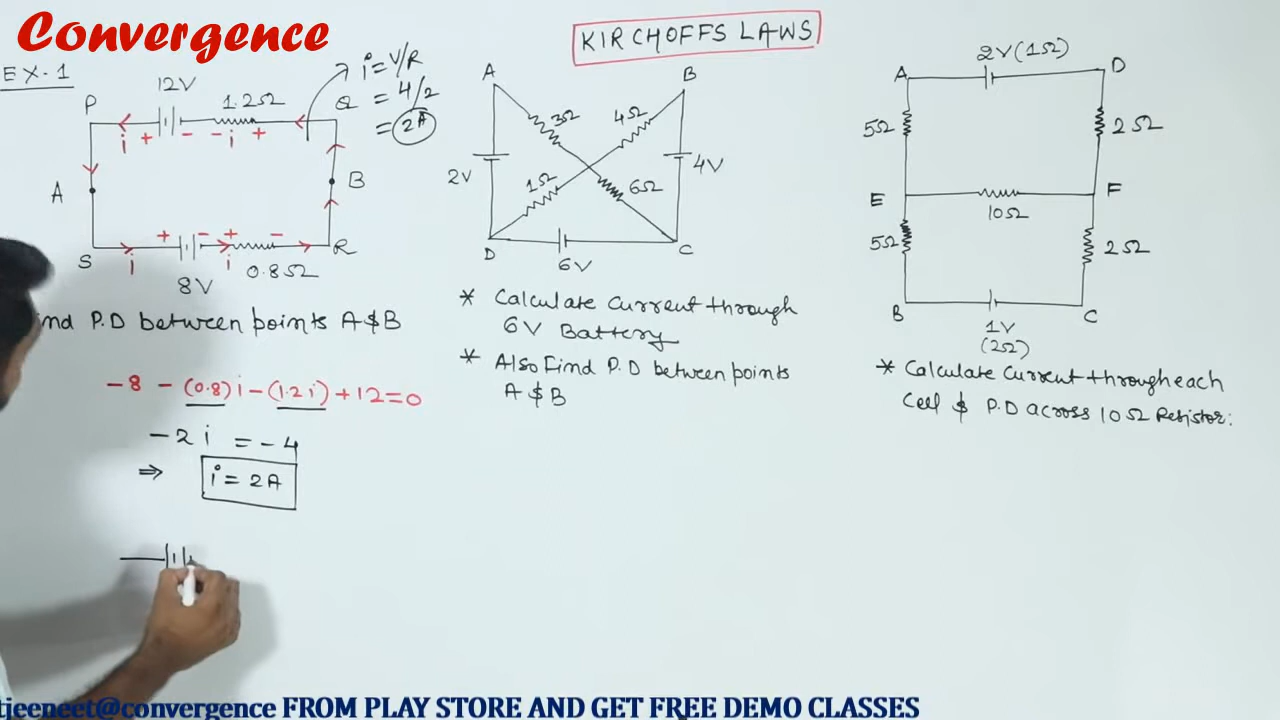 Convergence
KIRCHOFFS LAWS
EX-1
12V
P
1.2Ω
Q
i + - - i +
i = V/R
= 4/2
= 2A
A
B
S
+ - + -
R
i
i
8V
0.8Ω
Find P.D between points A & B
-8 - (0.8)i - (1.2i) + 12 = 0
-2i = -4
⇒ i = 2A
A
B
3Ω
4Ω
2V
4V
1Ω
6Ω
D
6V
C
* Calculate Current through
6V Battery
* Also Find P.D between points
A & B
2V (1Ω)
A
D
5Ω
2Ω
E
F
10Ω
5Ω
2Ω
B
1V
(2Ω)
C
* Calculate Current through each
Cell & P.D across 10Ω Resistor:
tjeeneet@convergence FROM PLAY STORE AND GET FREE DEMO CLASSES